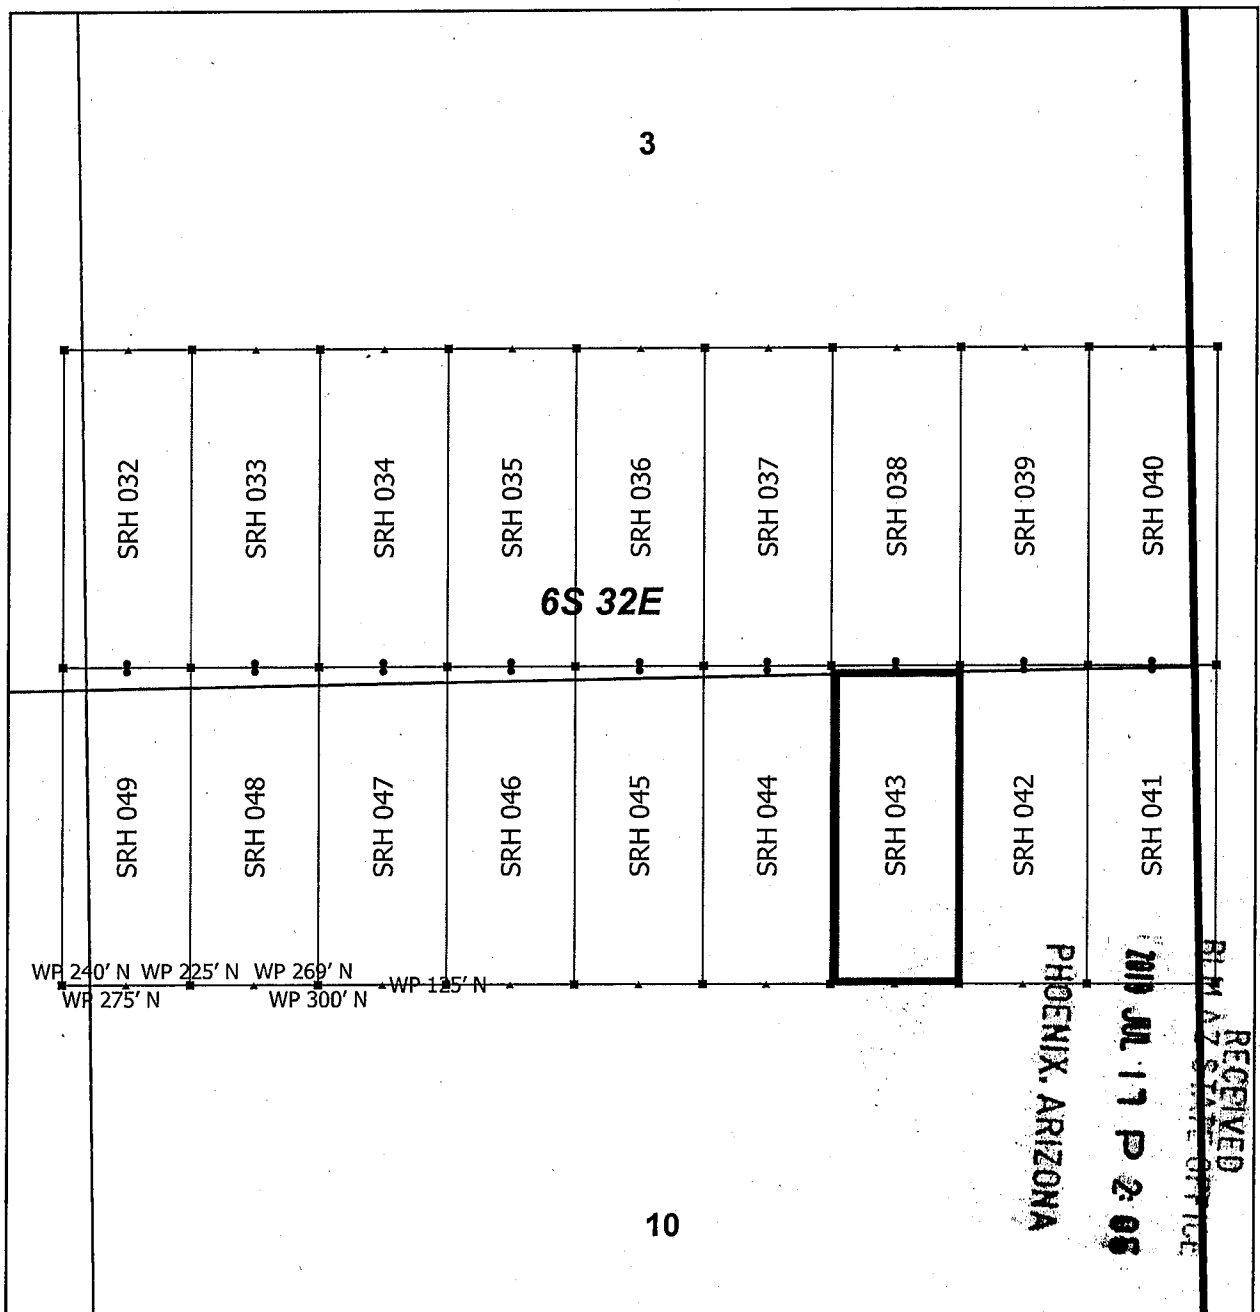 3
SRH 032
SRH 033
SRH 034
SRH 035
SRH 036
SRH 037
SRH 038
SRH 039
SRH 040
6S 32E
SRH 049
SRH 048
SRH 047
SRH 046
SRH 045
SRH 044
SRH 043
SRH 042
SRH 041
WP 240' N WP 225' N WP 269' N
WP 125' N
WP 275' N
WP 300' N
RECEIVED
BLM AZ STATE OFFICE
JUL 17 P 2:
PHOENIX, ARIZONA
10